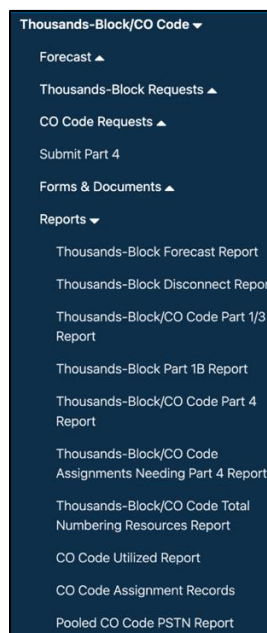 Thousands-Block/CO Code
Forecast
Thousands-Block Requests
CO Code Requests
Submit Part 4
Forms & Documents
Reports
Thousands-Block Forecast Report
Thousands-Block Disconnect Repor
Thousands-Block/CO Code Part 1/3
Report
Thousands-Block Part 1B Report
Thousands-Block/CO Code Part 4
Report
Thousands-Block/CO Code
Assignments Needing Part 4 Report
Thousands-Block/CO Code Total
Numbering Resources Report
CO Code Utilized Report
CO Code Assignment Records
Pooled CO Code PSTN Report